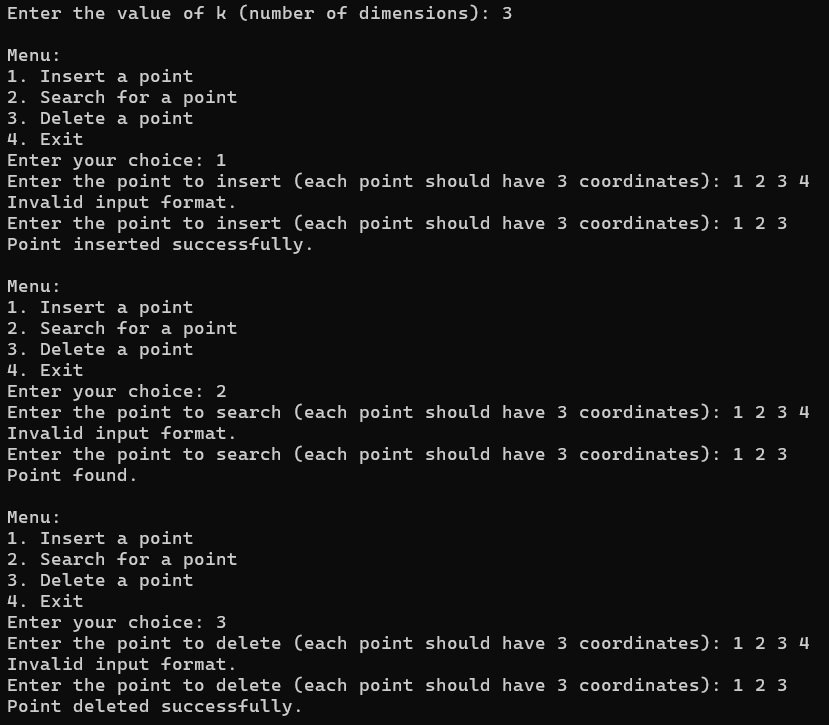 Enter the value of k (number of dimensions): 3
Menu:
1. Insert a point
2. Search for a point
3. Delete a point
4. Exit
Enter your choice: 1
Enter the point to insert (each point should have 3 coordinates): 1 2 3 4
Invalid input format.
Enter the point to insert (each point should have 3 coordinates): 1 2 3
Point inserted successfully.
Menu:
1. Insert a point
2. Search for a point
3. Delete a point
4. Exit
Enter your choice: 2
Enter the point to search (each point should have 3 coordinates): 1 2 3 4
Invalid input format.
Enter the point to search (each point should have 3 coordinates): 1 2 3
Point found.
Menu:
1. Insert a point
2. Search for a point
3. Delete a point
4. Exit
Enter your choice: 3
Enter the point to delete (each point should have 3 coordinates): 1 2 3 4
Invalid input format.
Enter the point to delete (each point should have 3 coordinates): 1 2 3
Point deleted successfully.